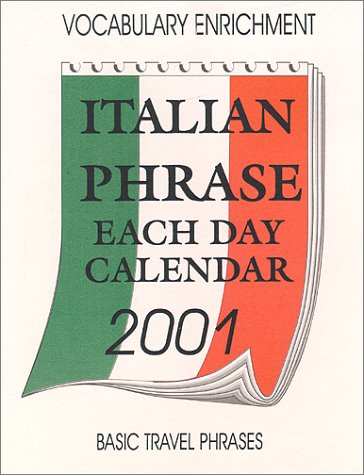 VOCABULARY ENRICHMENT
ITALIAN
PHRASE
EACH DAY
CALENDAR
2001
BASIC TRAVEL PHRASES